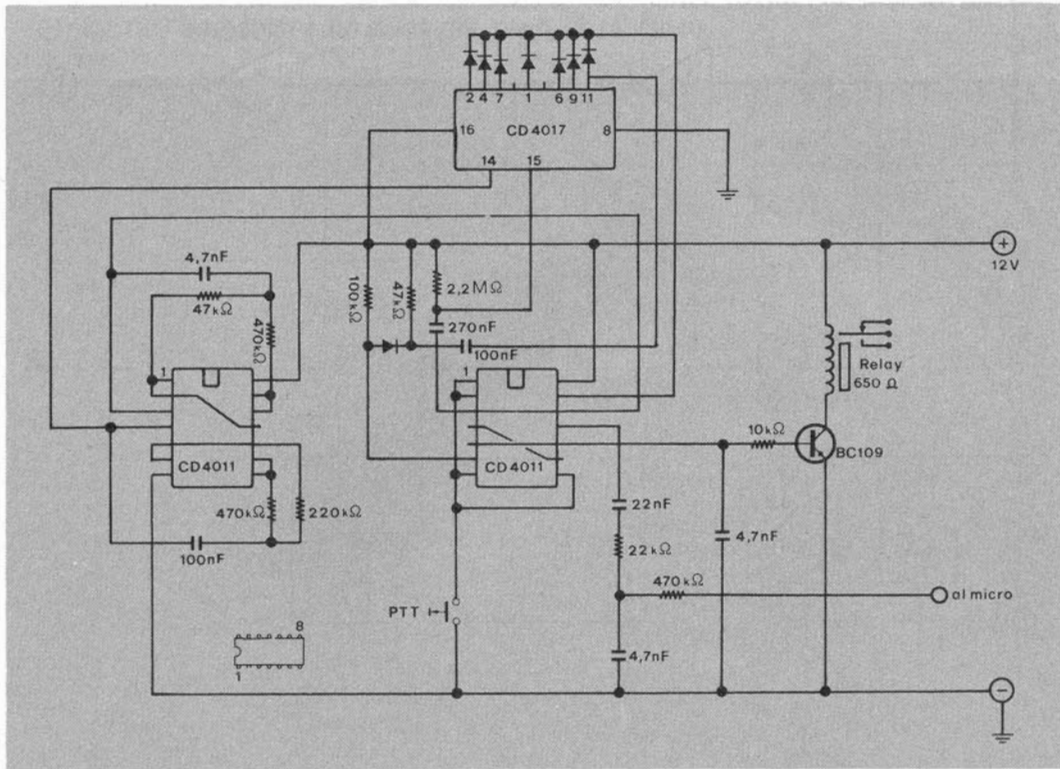 2 4 7 1 6 9 11
16 CD4017 8
14 15
4,7nF
47kΩ
470kΩ
1
CD4011
470kΩ
220kΩ
100nF
100kΩ
47kΩ
2,2MΩ
270nF
100nF
1
CD4011
12V
Relay
650 Ω
10kΩ
BC109
22nF
22kΩ
4,7nF
470kΩ
al micro
PTT
4,7nF
8
1